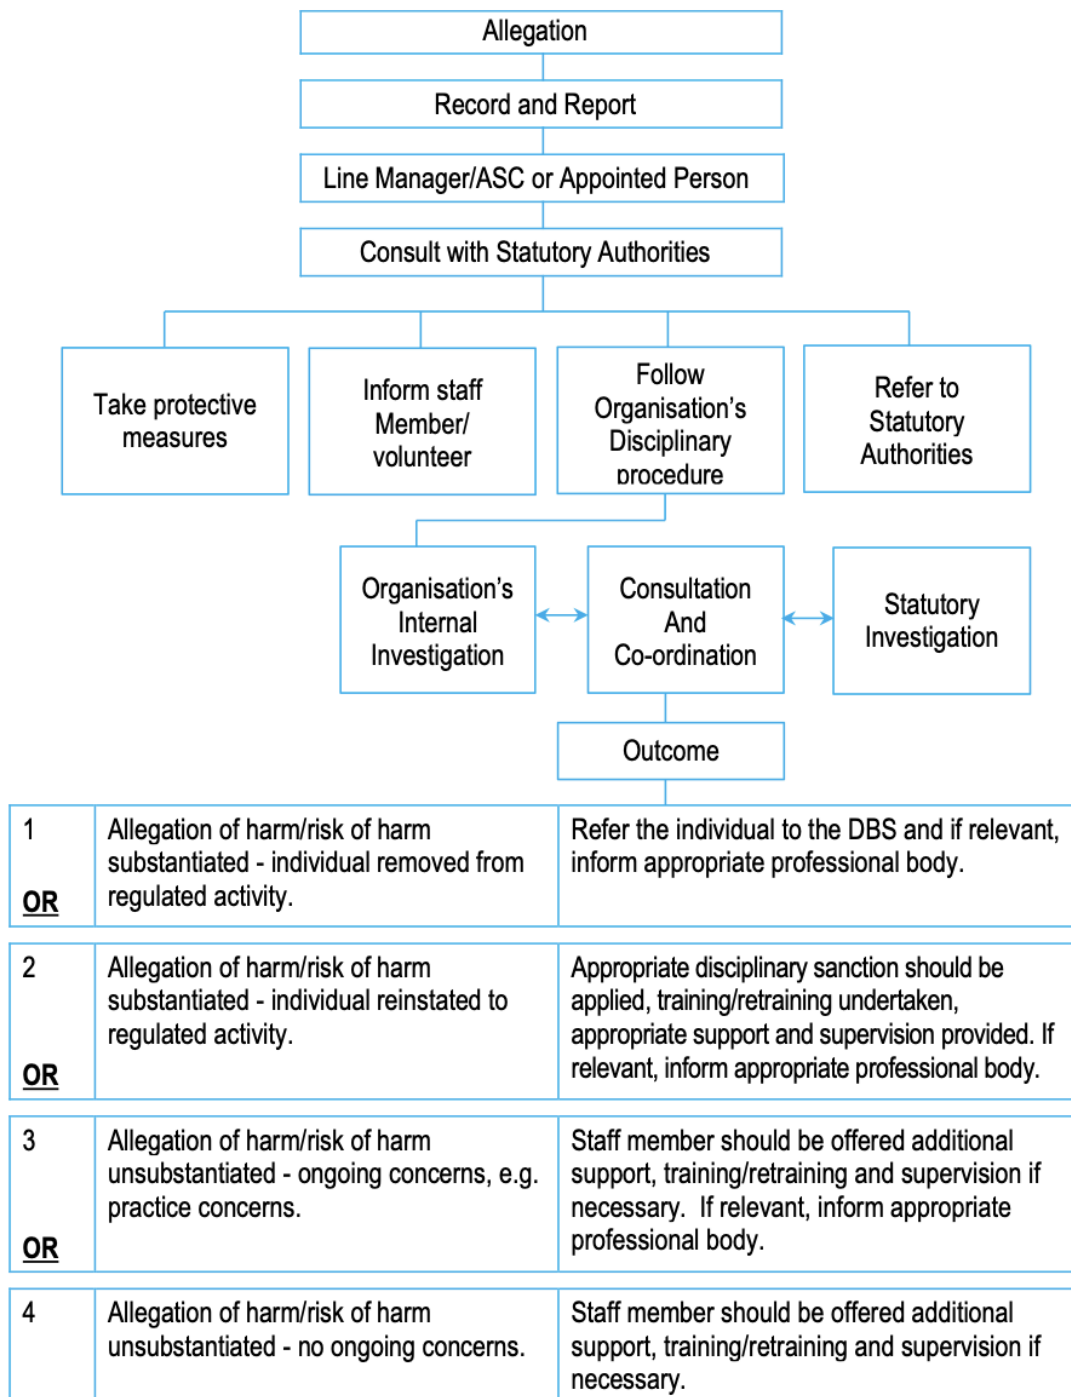 Allegation
Record and Report
Line Manager/ASC or Appointed Person
Consult with Statutory Authorities
Take protective
measures
Inform staff
Member/
volunteer
Follow
Organisation’s
Disciplinary
procedure
Refer to
Statutory
Authorities
Organisation’s
Internal
Investigation
Consultation
And
Co-ordination
Statutory
Investigation
Outcome
1
OR
Allegation of harm/risk of harm
substantiated - individual removed from
regulated activity.
Refer the individual to the DBS and if relevant,
inform appropriate professional body.
2
OR
Allegation of harm/risk of harm
substantiated - individual reinstated to
regulated activity.
Appropriate disciplinary sanction should be
applied, training/retraining undertaken,
appropriate support and supervision provided. If
relevant, inform appropriate professional body.
3
OR
Allegation of harm/risk of harm
unsubstantiated - ongoing concerns, e.g.
practice concerns.
Staff member should be offered additional
support, training/retraining and supervision if
necessary.  If relevant, inform appropriate
professional body.
4
Allegation of harm/risk of harm
unsubstantiated - no ongoing concerns.
Staff member should be offered additional
support, training/retraining and supervision if
necessary.